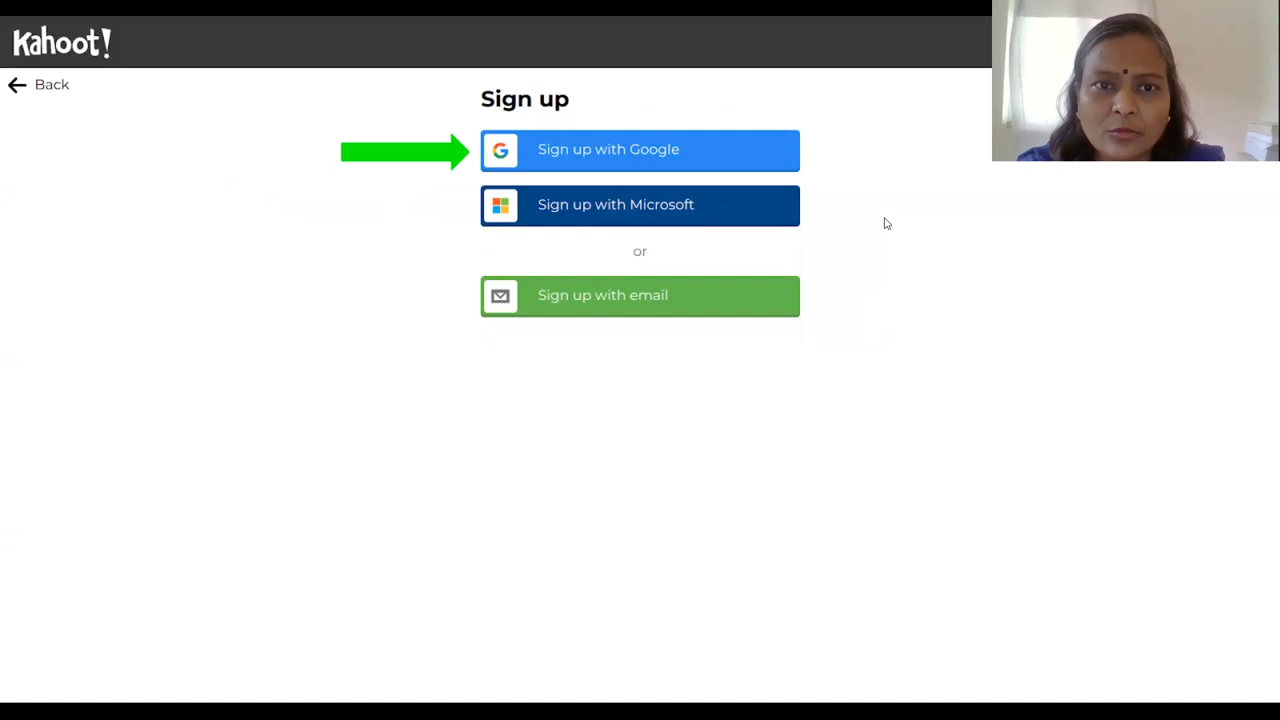 Kahoot!
Back
Sign up
Sign up with Google
Sign up with Microsoft
or
Sign up with email